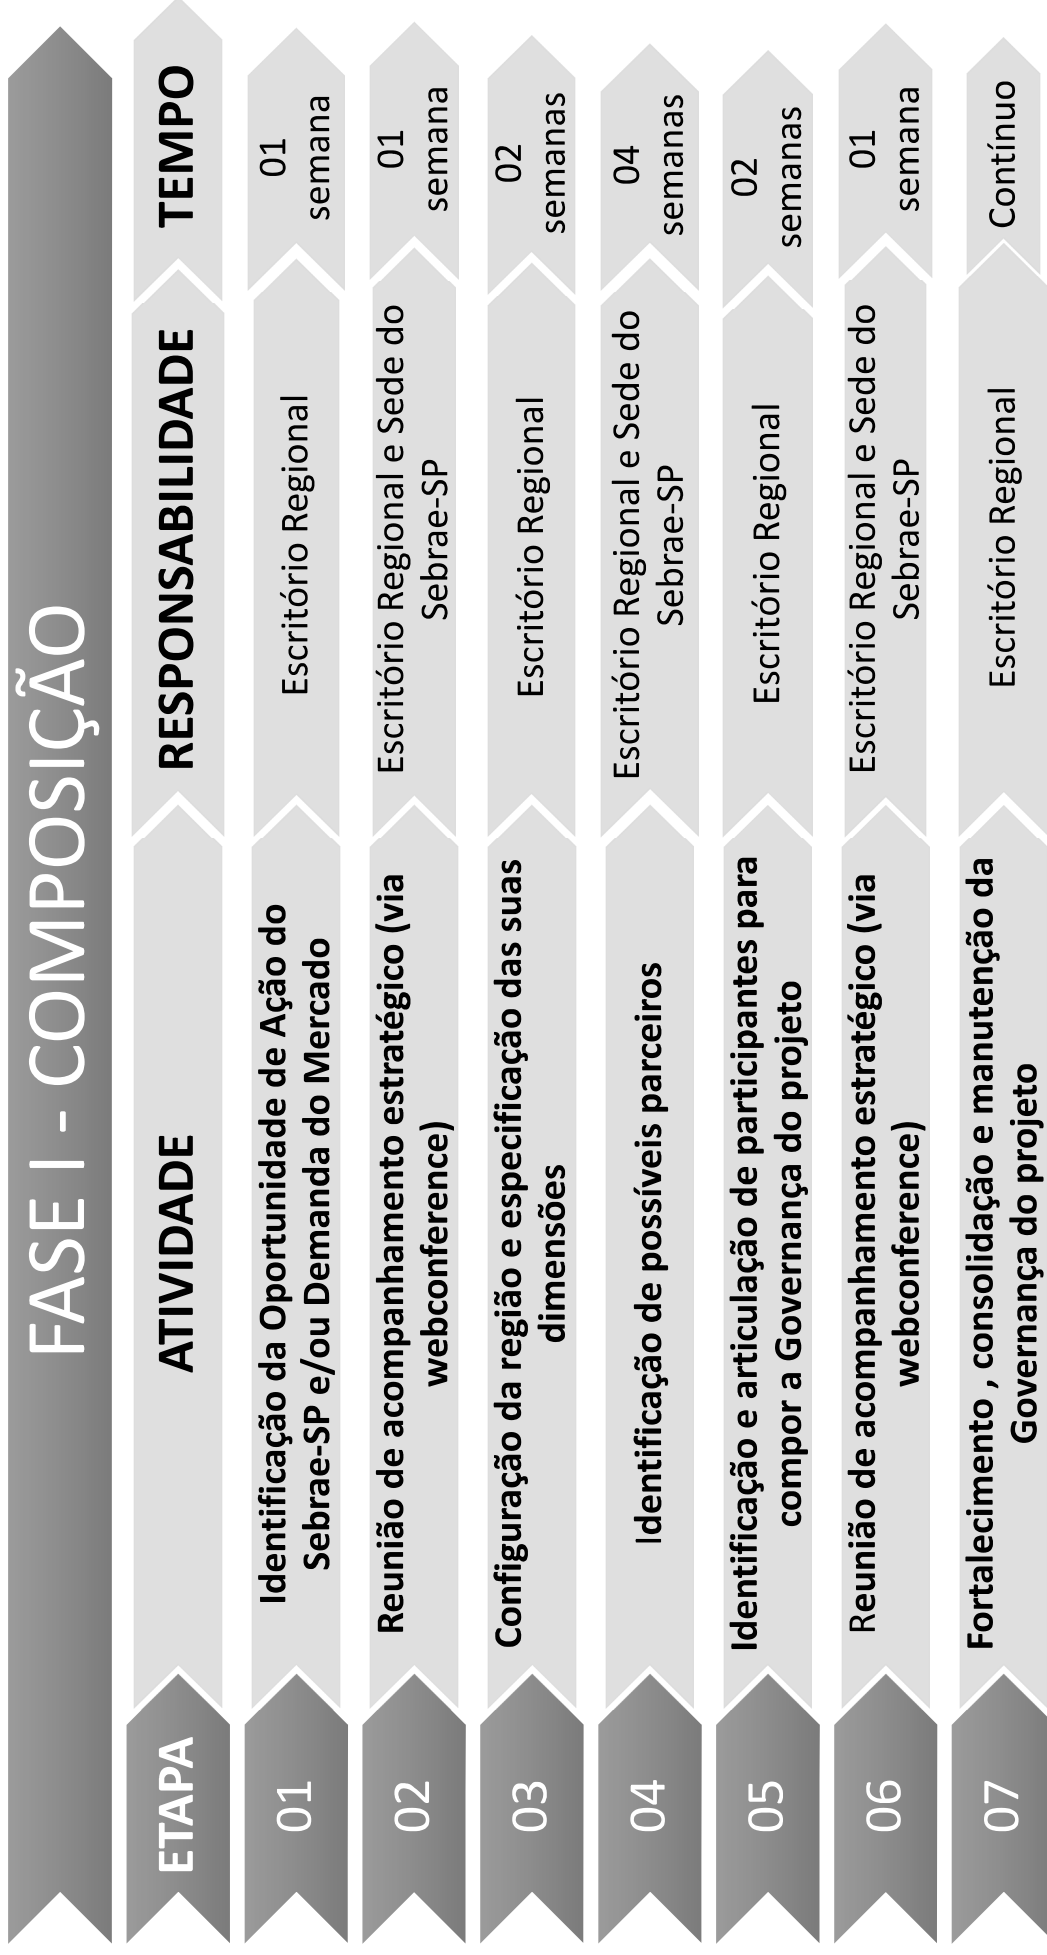 FASE I - COMPOSIÇÃO
ETAPA
ATIVIDADE
RESPONSABILIDADE
TEMPO
01
Identificação da Oportunidade de Ação do
Sebrae-SP e/ou Demanda do Mercado
Escritório Regional
01
semana
02
Reunião de acompanhamento estratégico (via
webconference)
Escritório Regional e Sede do
Sebrae-SP
01
semana
03
Configuração da região e especificação das suas
dimensões
Escritório Regional
02
semanas
04
Identificação de possíveis parceiros
Escritório Regional e Sede do
Sebrae-SP
04
semanas
05
Identificação e articulação de participantes para
compor a Governança do projeto
Escritório Regional
02
semanas
06
Reunião de acompanhamento estratégico (via
webconference)
Escritório Regional e Sede do
Sebrae-SP
01
semana
07
Fortalecimento , consolidação e manutenção da
Governança do projeto
Escritório Regional
Contínuo